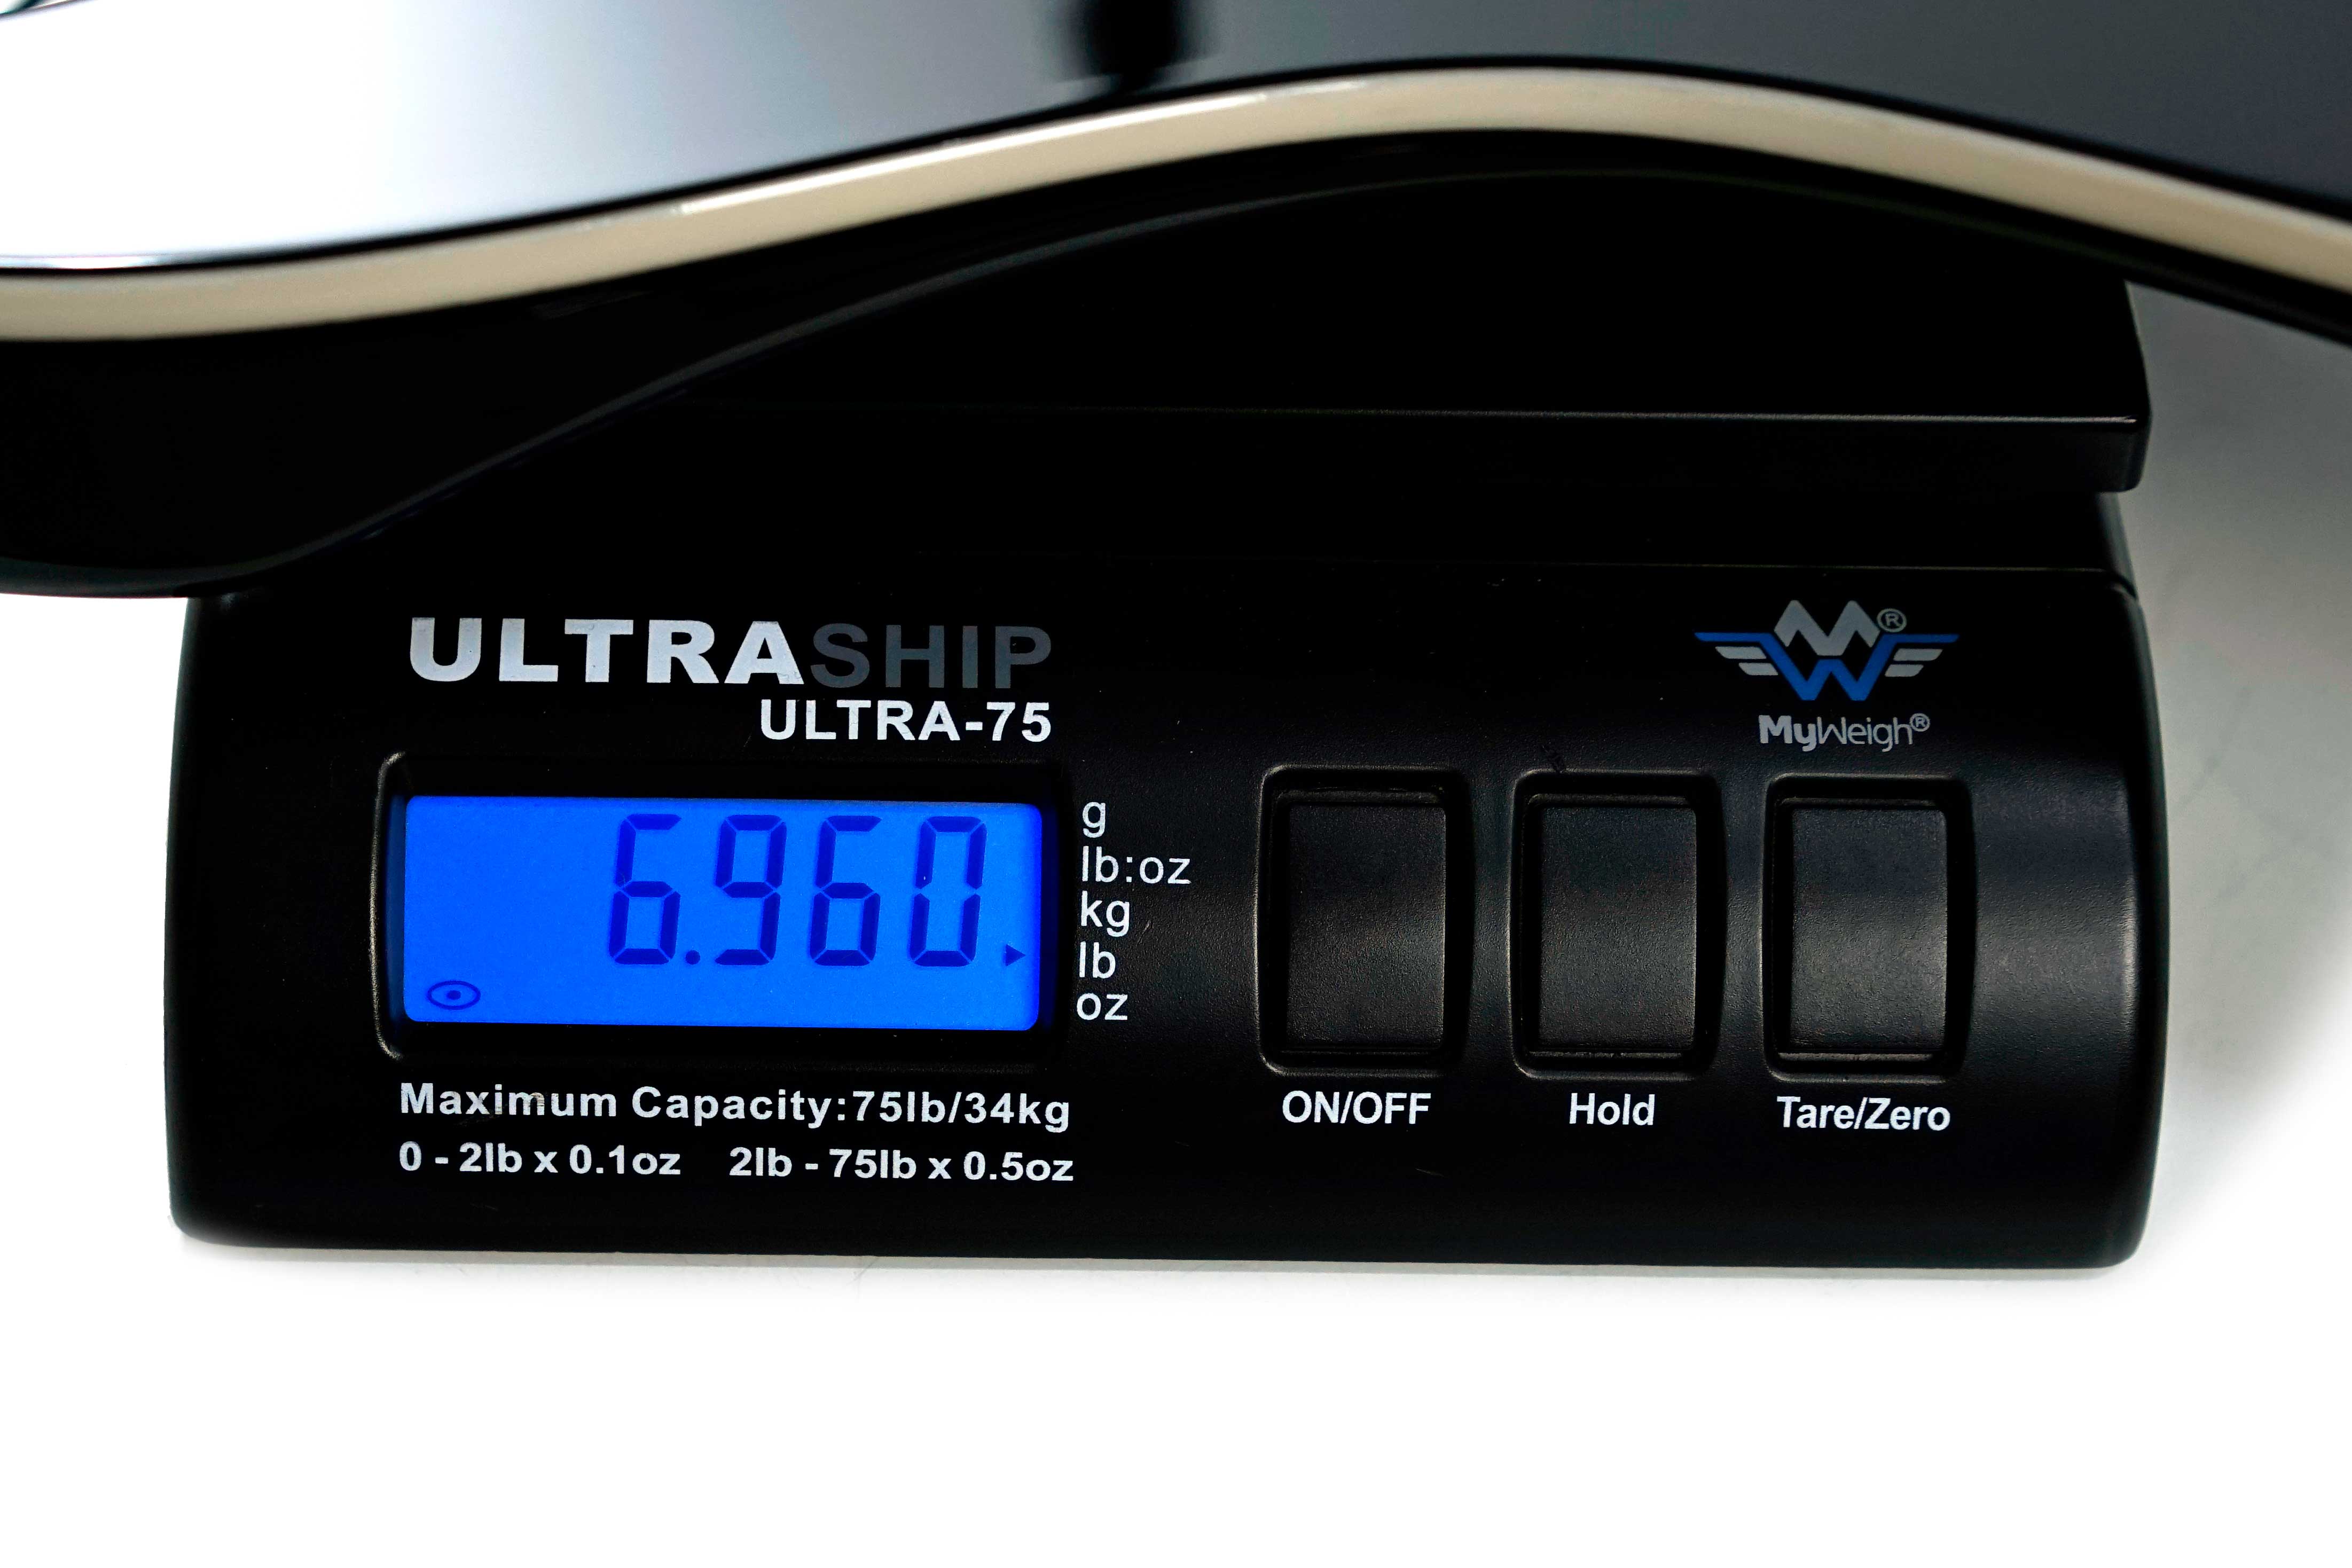 ULTRASHIP
ULTRA-75
MW®
MyWeigh®
6.960
g
lb:oz
kg
lb
oz
Maximum Capacity:75lb/34kg
0 - 2lb x 0.1oz 2lb - 75lb x 0.5oz
ON/OFF
Hold
Tare/Zero